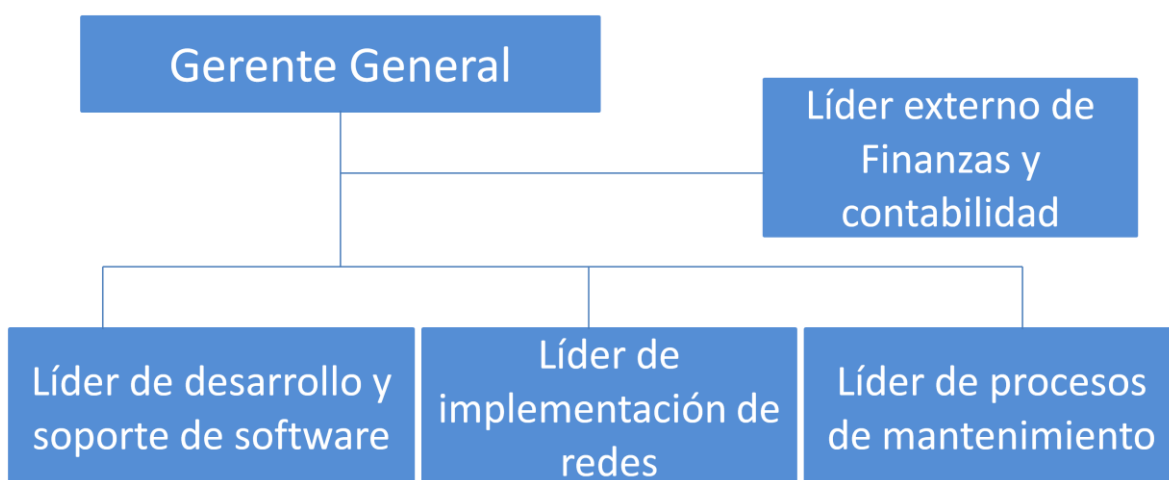 Gerente General
Líder externo de
Finanzas y
contabilidad
Líder de desarrollo y
soporte de software
Líder de
implementación de
redes
Líder de procesos
de mantenimiento